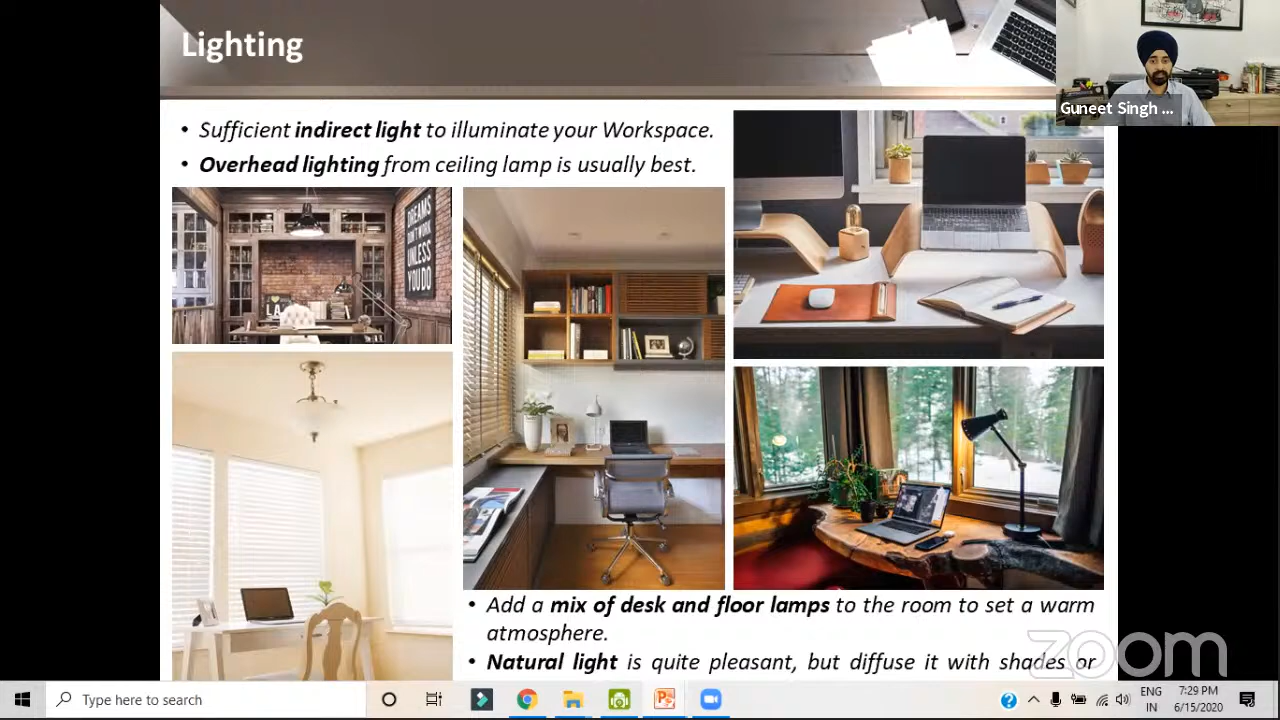 Lighting
Guneet Singh ...
• Sufficient indirect light to illuminate your Workspace.
• Overhead lighting from ceiling lamp is usually best.
DREAMS
DON'T WORK
UNLESS
YOU DO
LA
• Add a mix of desk and floor lamps to the room to set a warm
atmosphere.
• Natural light is quite pleasant, but diffuse it with shades or
zoom
Type here to search
ENG
IN
7:29 PM
6/15/2020